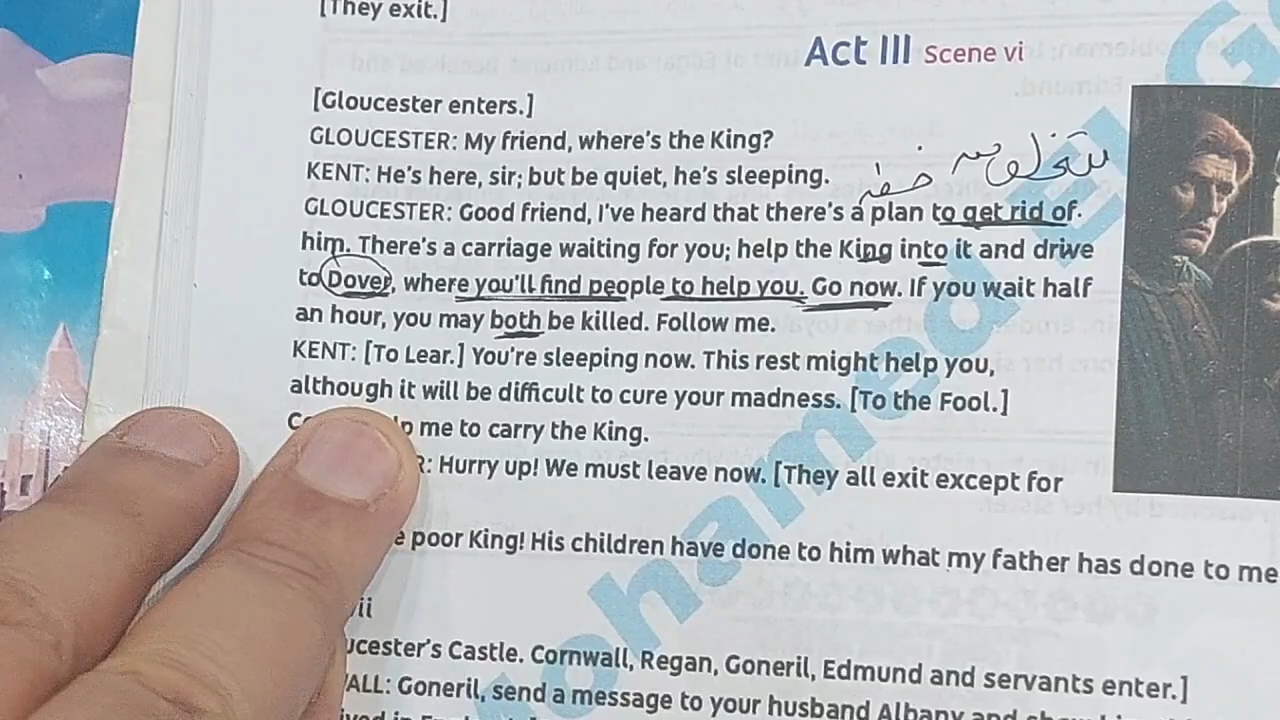 [They exit.]
Act III Scene vi
[Gloucester enters.]
GLOUCESTER: My friend, where's the King?
KENT: He's here, sir; but be quiet, he's sleeping.
GLOUCESTER: Good friend, I've heard that there's a plan to get rid of
him. There's a carriage waiting for you; help the King into it and drive
to Dover, where you'll find people to help you. Go now. If you wait half
an hour, you may both be killed. Follow me.
KENT: [To Lear.] You're sleeping now. This rest might help you,
although it will be difficult to cure your madness. [To the Fool.]
me to carry the King.
Hurry up! We must leave now. [They all exit except for
poor King! His children have done to him what my father has done to me
Castle. Cornwall, Regan, Goneril, Edmund and servants enter.]
Goneril, send a message to your husband Albany and
Mohamed El